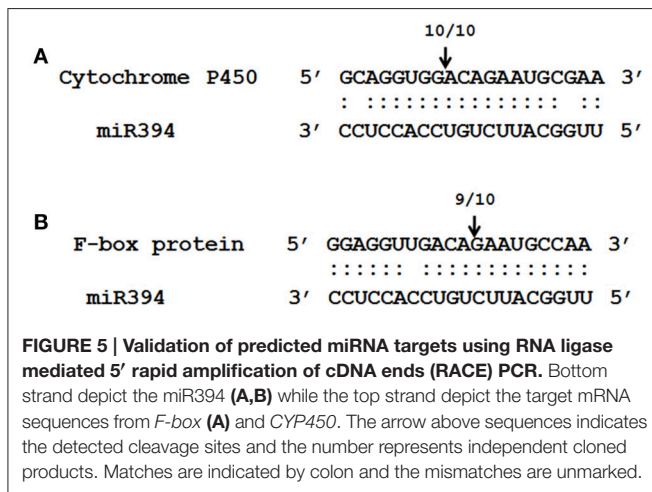 10/10
A
Cytochrome P450 5′ GCAGGUGGACAGAAUGCGAA 3′
: : : : : : : : : : : : : : : : : :
miR394 3′ CCUCCACCUGUCUUACGGUU 5′
9/10
B
F-box protein 5′ GGAGGUUGACAGAAUGCCAA 3′
: : : : : : : : : : : : : : : : : : :
miR394 3′ CCUCCACCUGUCUUACGGUU 5′
FIGURE 5 | Validation of predicted miRNA targets using RNA ligase
mediated 5′ rapid amplification of cDNA ends (RACE) PCR. Bottom
strand depict the miR394 (A,B) while the top strand depict the target mRNA
sequences from F-box (A) and CYP450. The arrow above sequences indicates
the detected cleavage sites and the number represents independent cloned
products. Matches are indicated by colon and the mismatches are unmarked.